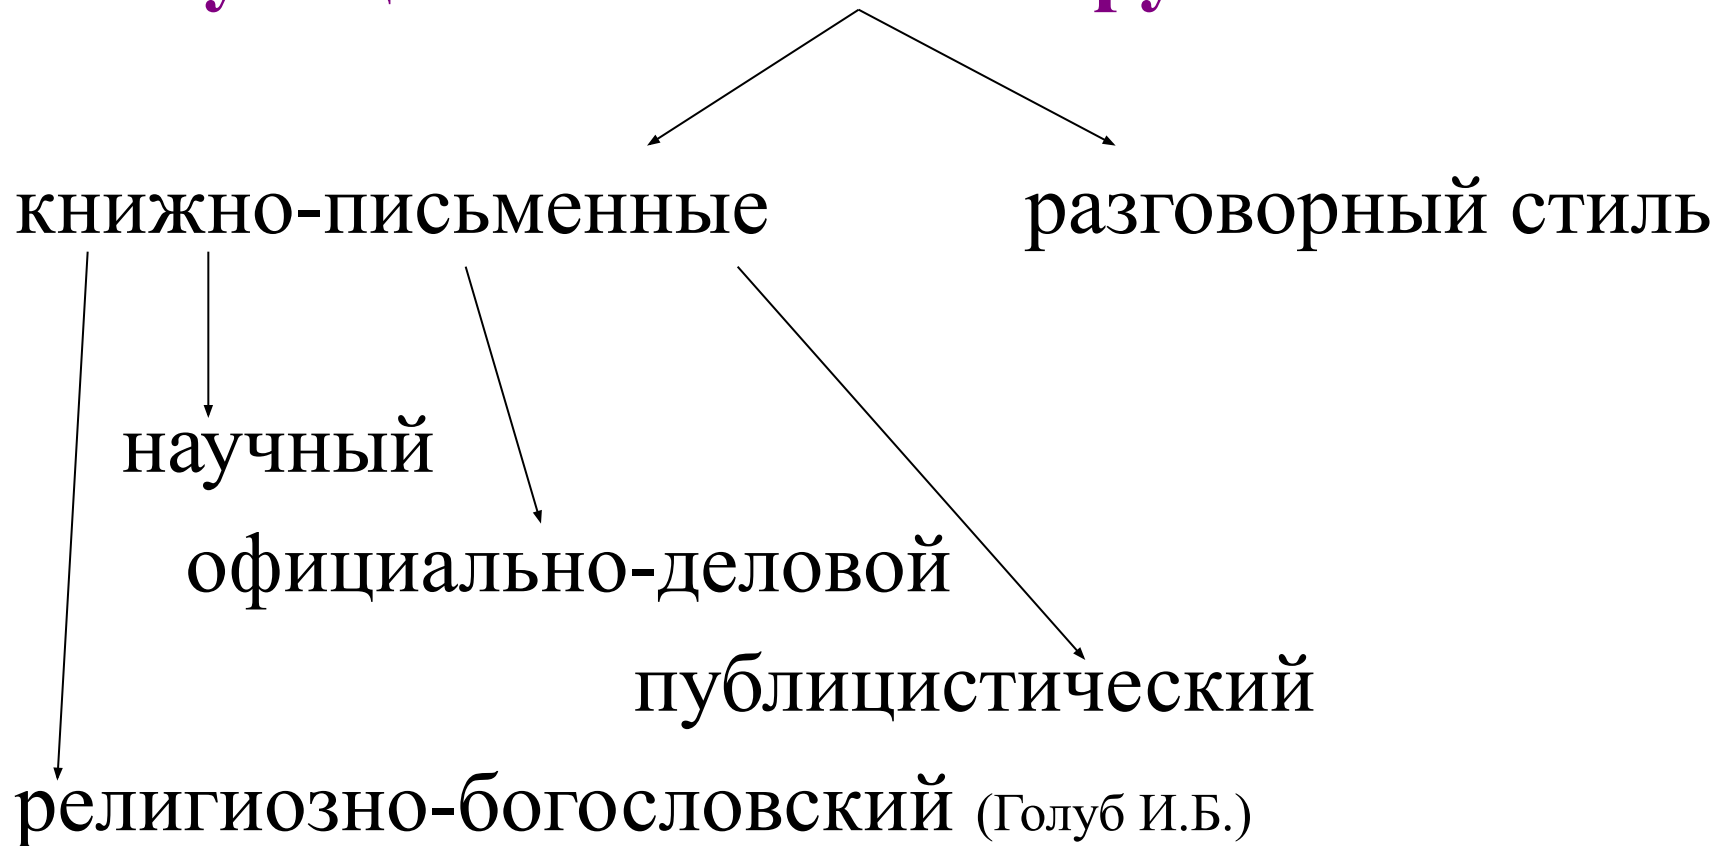 книжно-письменные разговорный стиль
научный
официально-деловой
публицистический
религиозно-богословский (Голуб И.Б.)